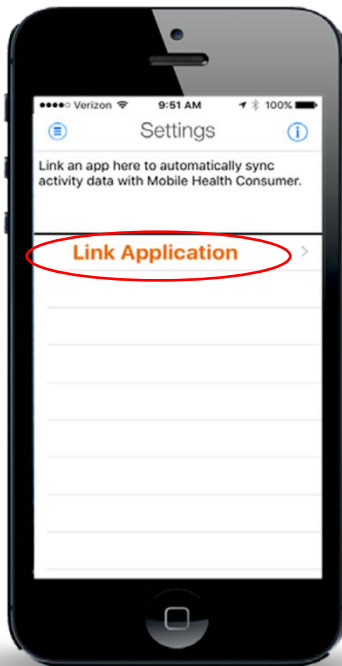 Verizon 9:51 AM 100%
Settings
Link an app here to automatically sync
activity data with Mobile Health Consumer.
Link Application